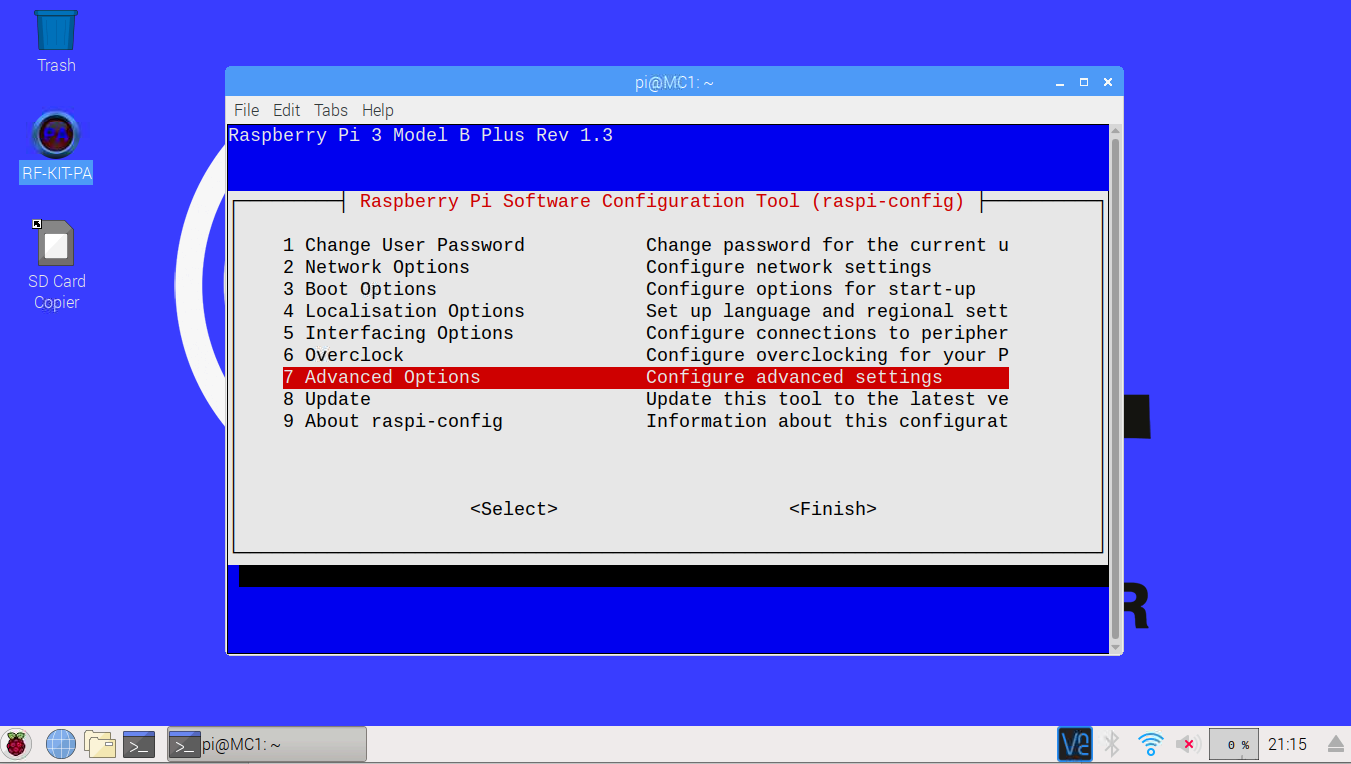 Trash
RF-KIT-PA
SD Card
Copier
pi@MC1: ~
File Edit Tabs Help
Raspberry Pi 3 Model B Plus Rev 1.3
Raspberry Pi Software Configuration Tool (raspi-config)
1 Change User Password Change password for the current u
2 Network Options Configure network settings
3 Boot Options Configure options for start-up
4 Localisation Options Set up language and regional sett
5 Interfacing Options Configure connections to peripher
6 Overclock Configure overclocking for your P
7 Advanced Options Configure advanced settings
8 Update Update this tool to the latest ve
9 About raspi-config Information about this configurat
<Select> <Finish>
R
pi@MC1: ~
0 %
21:15